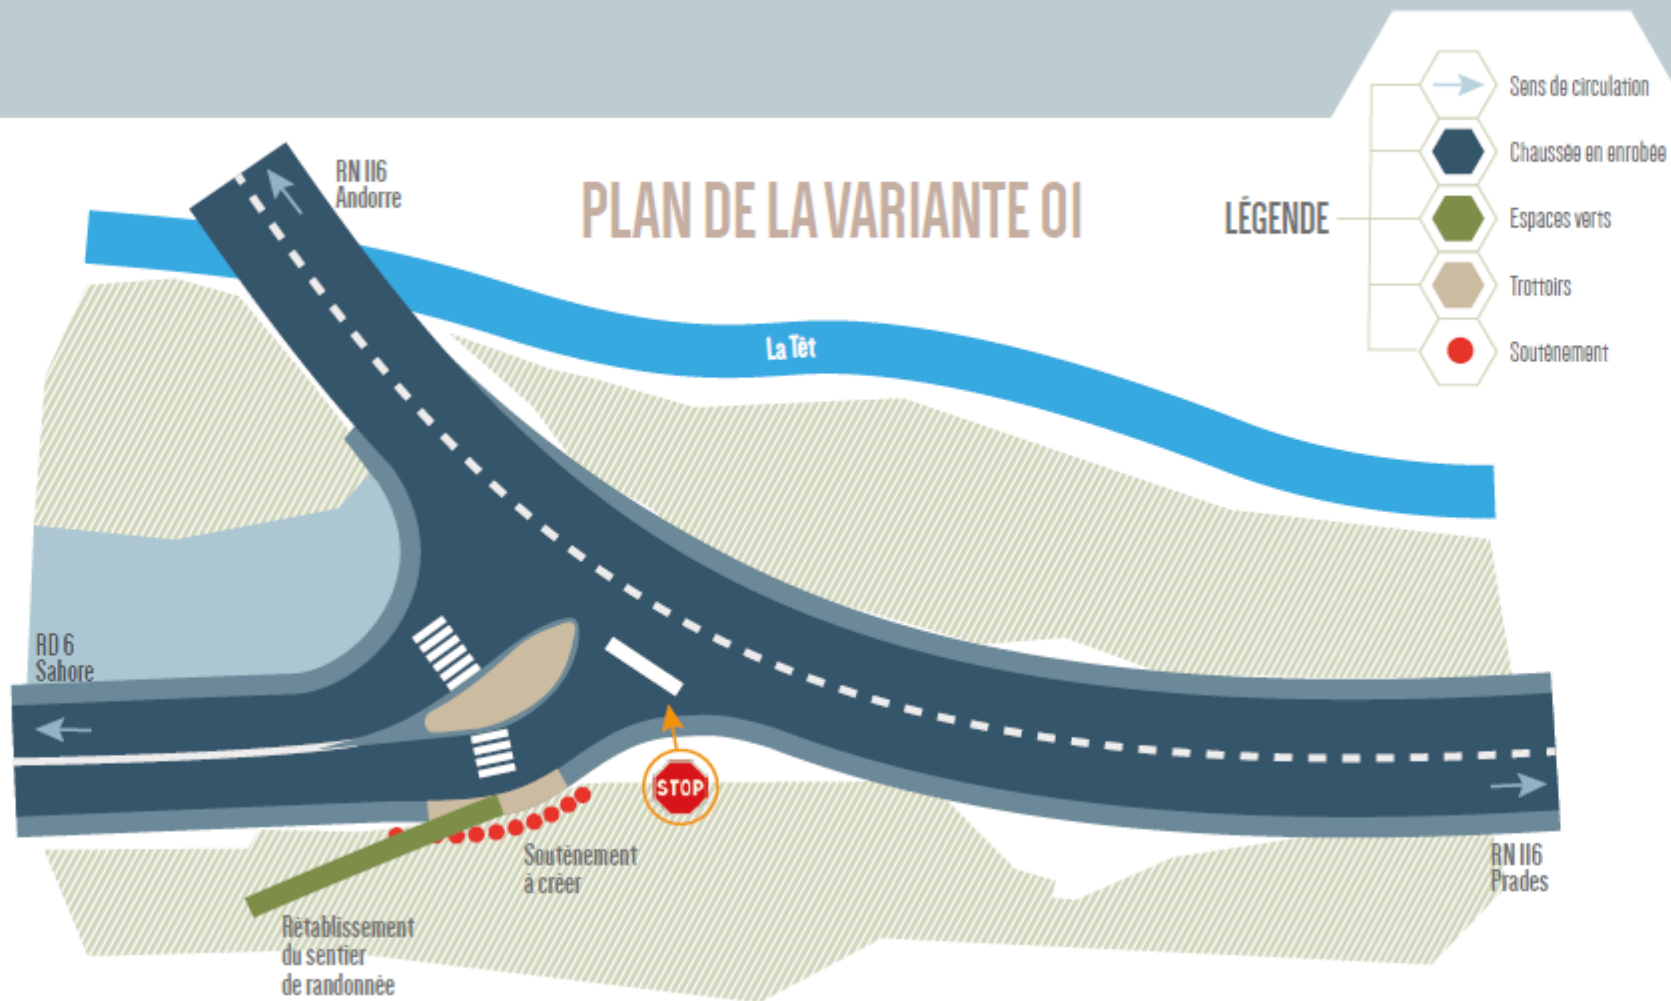 RN 116
Andorre
PLAN DE LA VARIANTE 01
LÉGENDE
Sens de circulation
Chaussée en enrobée
Espaces verts
Trottoirs
Soutènement
La Têt
RD 6
Sahore
STOP
Soutènement
à créer
Rétablissement
du sentier
de randonnée
RN 116
Prades